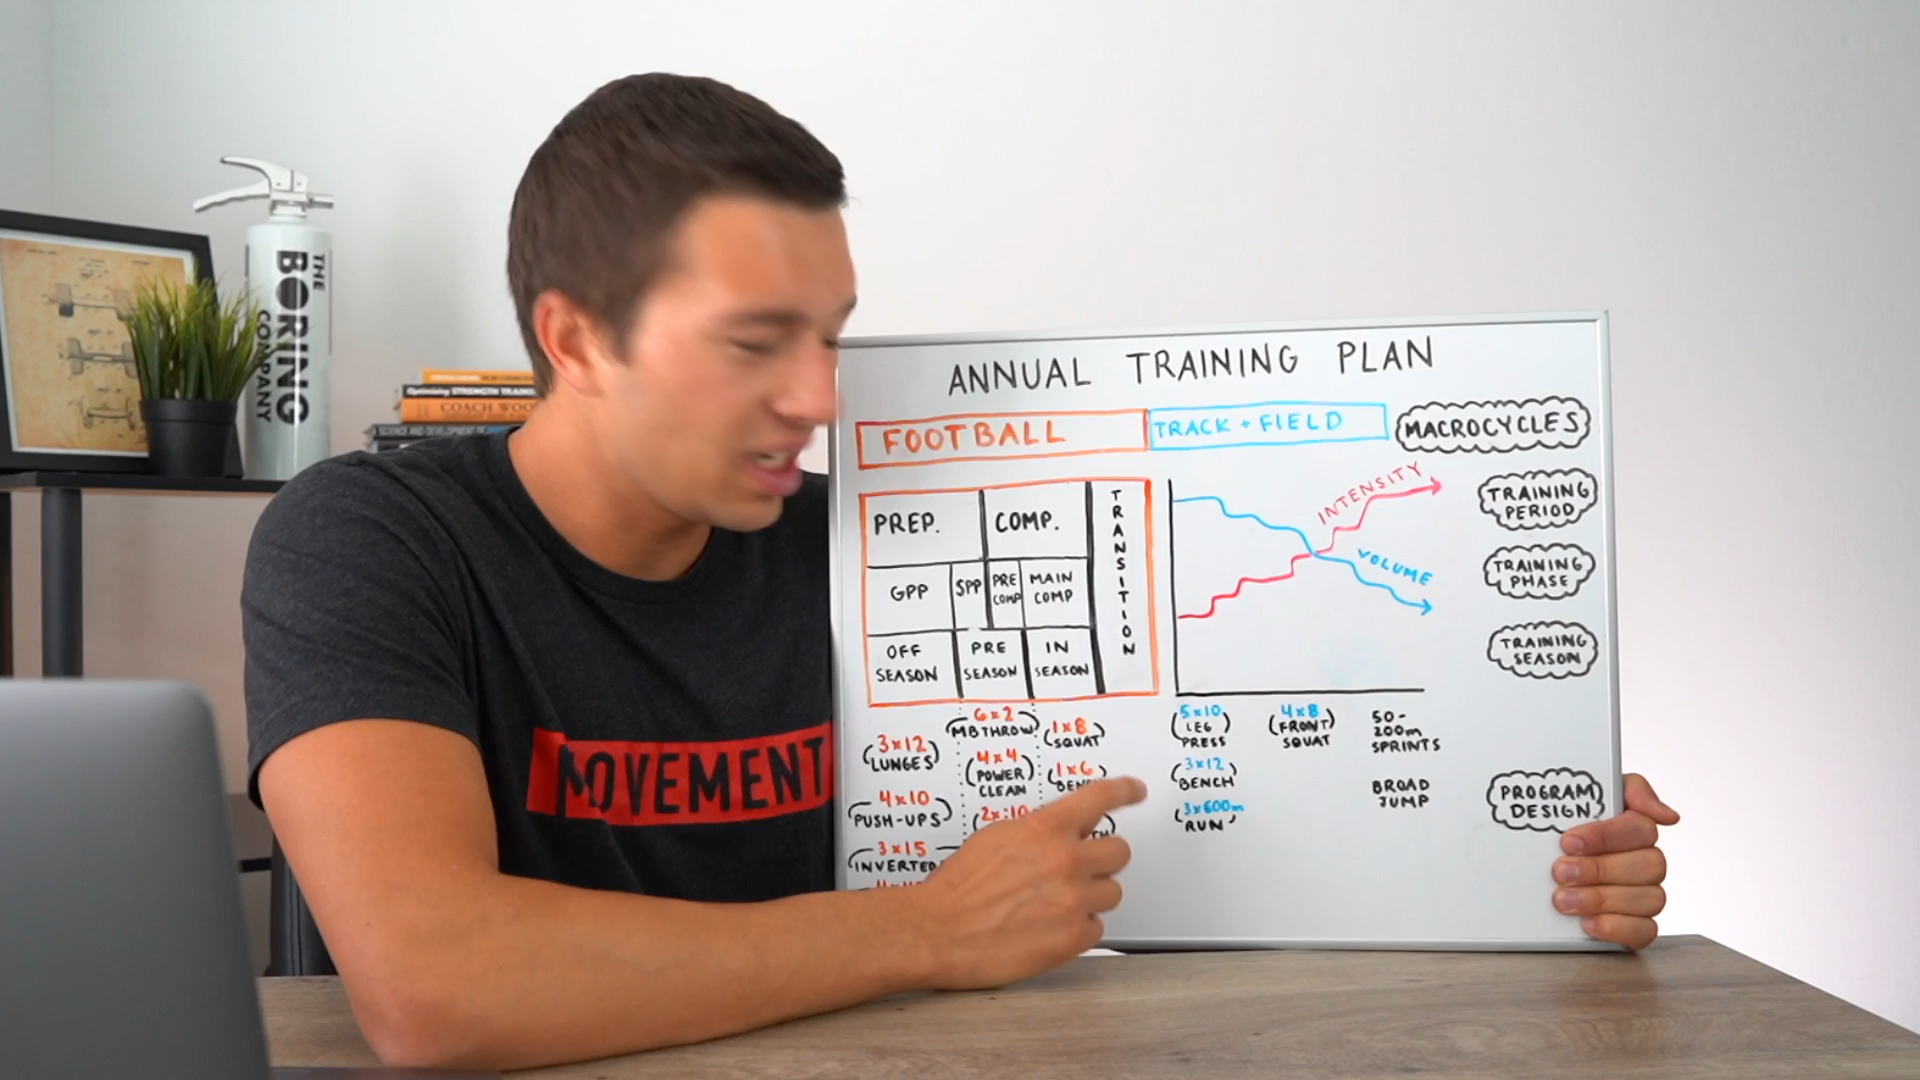 ANNUAL TRAINING PLAN
FOOTBALL
TRACK + FIELD
MACROCYCLES
TRAINING
PERIOD
TRAINING
PHASE
TRAINING
SEASON
PROGRAM
DESIGN
PREP.
COMP.
TRANSITION
GPP
SPP
PRE
COMP
MAIN
COMP
OFF
SEASON
PRE
SEASON
IN
SEASON
INTENSITY
VOLUME
3x12
(LUNGES)
4x10
(PUSH-UPS)
3x15
(INVERTED
6x2
(MB THROW)
4x4
(POWER
CLEAN)
2x:10
1x8
(SQUAT)
1x6
5x10
(LEG
PRESS)
3x12
(BENCH)
3x600m
(RUN)
4x8
(FRONT
SQUAT)
50-
200m
SPRINTS
BROAD
JUMP
THE
BORING
COMPANY
COACH
MOVEMENT